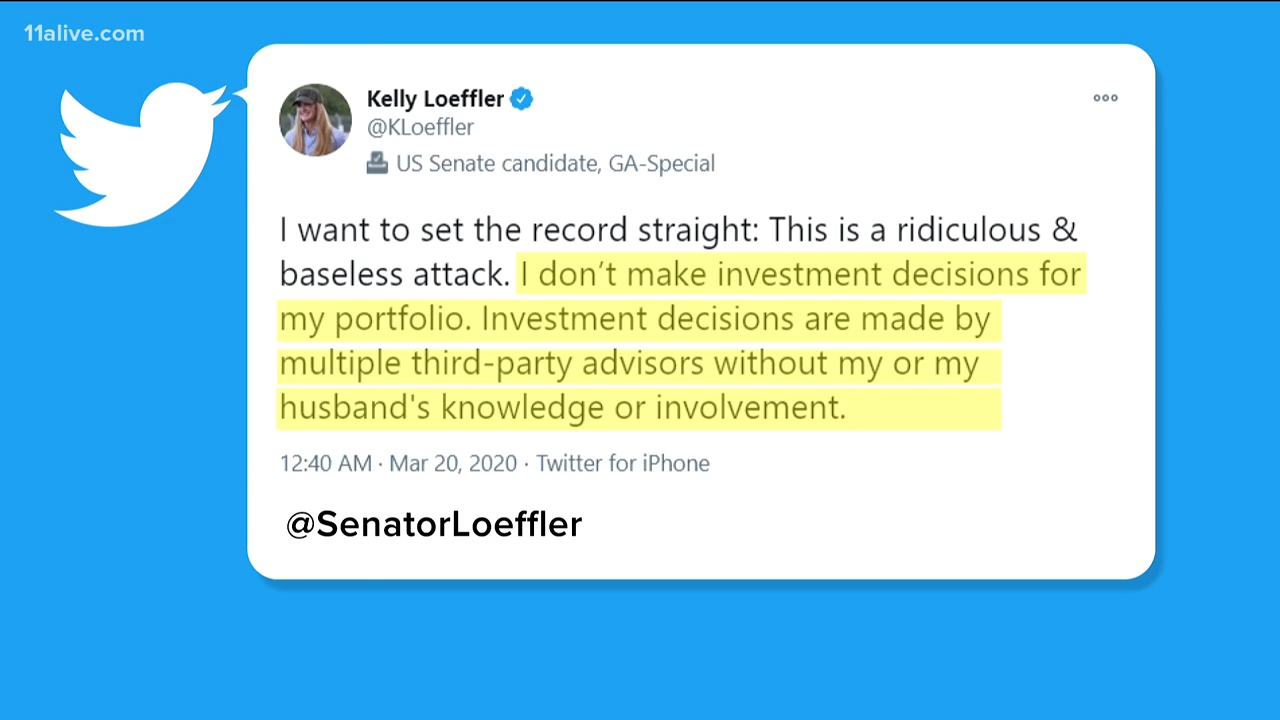 11alive.com
Kelly Loeffler
@KLoeffler
US Senate candidate, GA-Special
I want to set the record straight: This is a ridiculous &
baseless attack. I don’t make investment decisions for
my portfolio. Investment decisions are made by
multiple third-party advisors without my or my
husband's knowledge or involvement.
12:40 AM · Mar 20, 2020 · Twitter for iPhone
@SenatorLoeffler